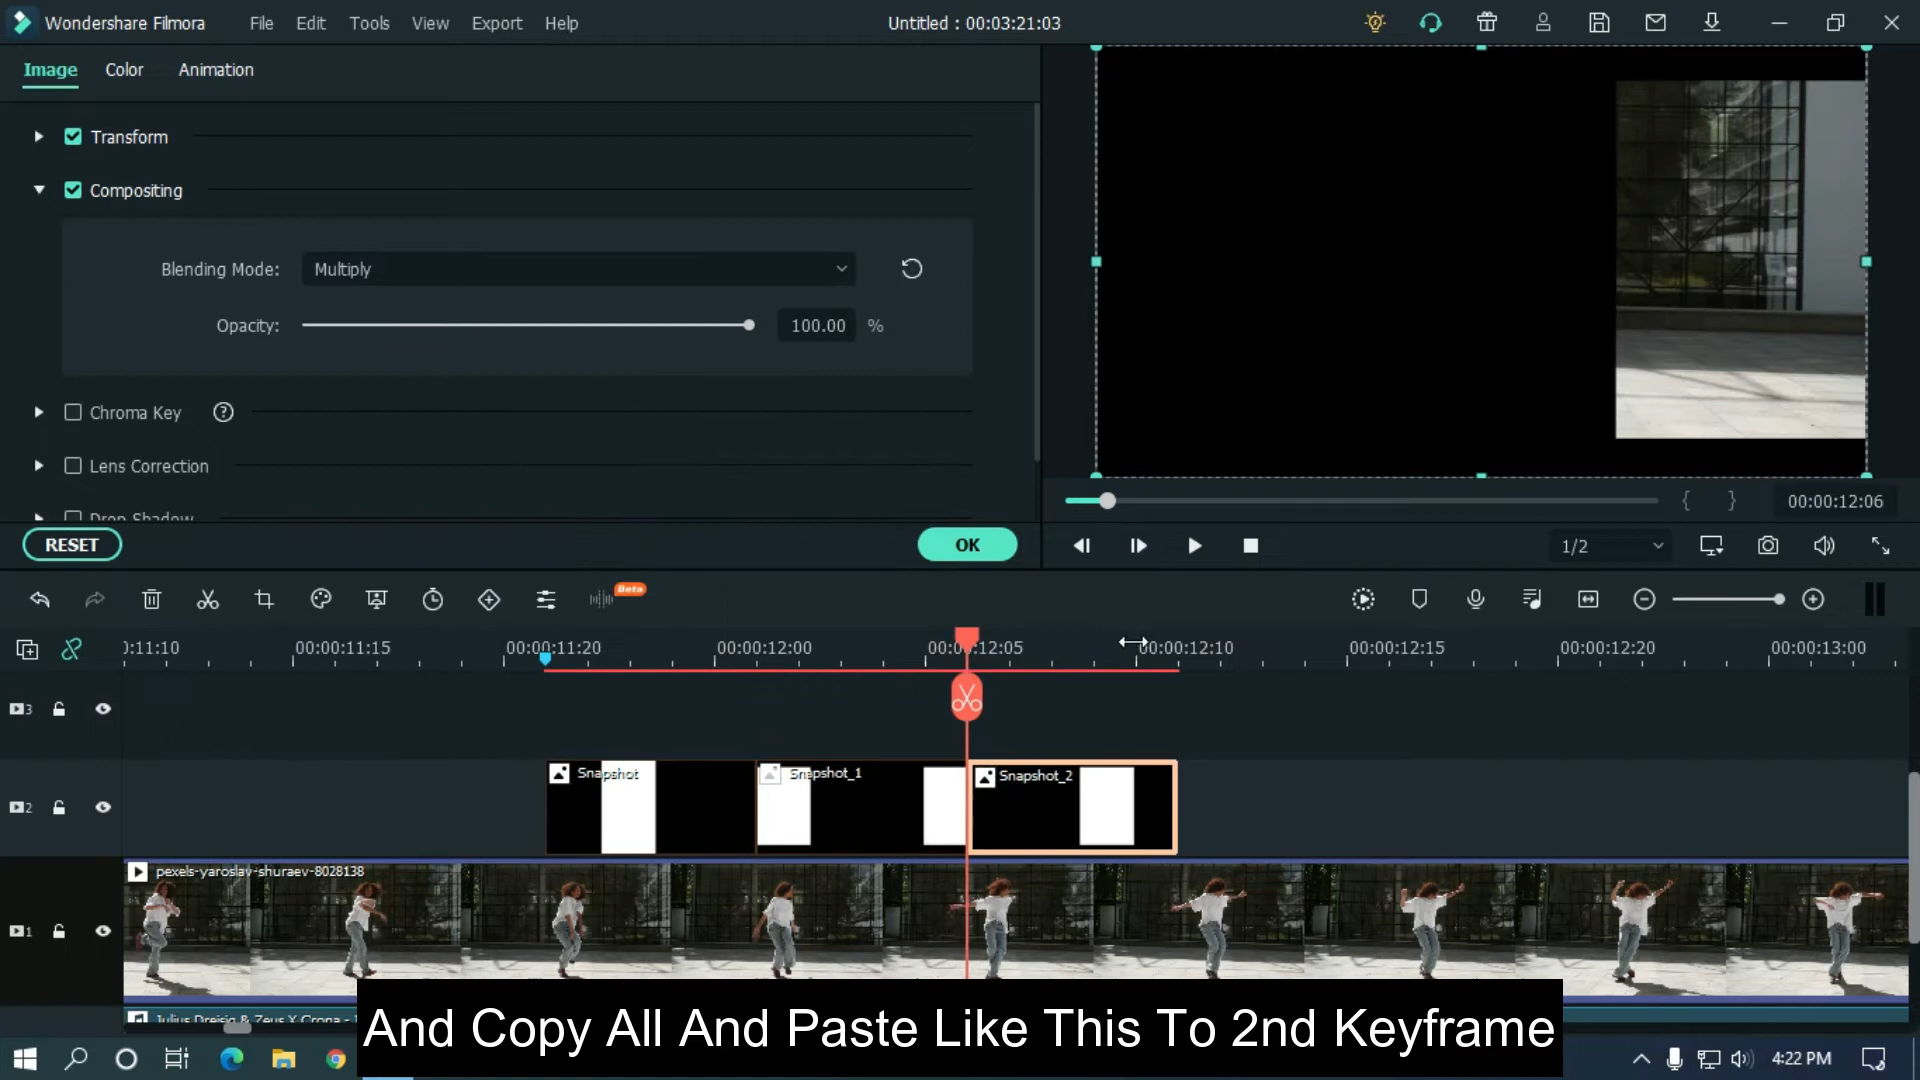 Wondershare Filmora File Edit Tools View Export Help Untitled : 00:03:21:03
Image Color Animation
Transform
Compositing
Blending Mode: Multiply
Opacity: 100.00 %
Chroma Key ?
Lens Correction
Drop Shadow
RESET OK
{ } 00:00:12:06
1/2
Beta
0:11:10 00:00:11:15 00:00:11:20 00:00:12:00 00:00:12:05 00:00:12:10 00:00:12:15 00:00:12:20 00:00:13:00
3
2 Snapshot Snapshot_1 Snapshot_2
pexels-yaroslav-shuraev-8028138
1
Julius Dreisig & Zeus X Crona -
And Copy All And Paste Like This To 2nd Keyframe
4:22 PM